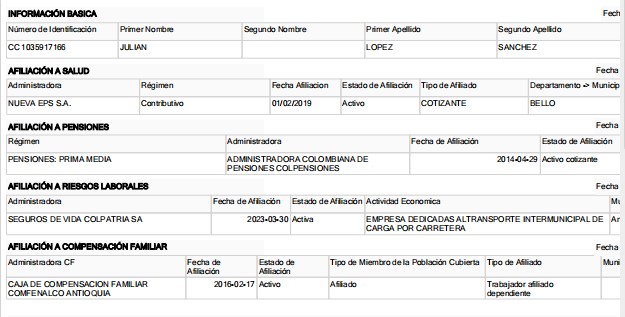 INFORMACIÓN BASICA Fech
Número de Identificación Primer Nombre Segundo Nombre Primer Apellido Segundo Apellido
CC 1035917166 JULIAN LOPEZ SANCHEZ
AFILIACIÓN A SALUD Fecha
Administradora Régimen Fecha Afiliacion Estado de Afiliación Tipo de Afiliado Departamento -> Municip
NUEVA EPS S.A. Contributivo 01/02/2019 Activo COTIZANTE BELLO
AFILIACIÓN A PENSIONES Fecha
Régimen Administradora Fecha de Afiliación Estado de Afiliación
PENSIONES: PRIMA MEDIA ADMINISTRADORA COLOMBIANA DE 2014-04-29 Activo cotizante
PENSIONES COLPENSIONES
AFILIACIÓN A RIESGOS LABORALES Fecha
Administradora Fecha de Afiliación Estado de Afiliación Actividad Economica Mu
SEGUROS DE VIDA COLPATRIA SA 2023-03-30 Activa EMPRESA DEDICADAS ALTRANSPORTE INTERMUNICIPAL DE An
CARGA POR CARRETERA
AFILIACIÓN A COMPENSACIÓN FAMILIAR Fecha
Administradora CF Fecha de Estado de Tipo de Miembro de la Población Cubierta Tipo de Afiliado Muni
Afiliación Afiliación
CAJA DE COMPENSACION FAMILIAR 2016-02-17 Activo Afiliado Trabajador afiliado
COMFENALCO ANTIOQUIA dependiente